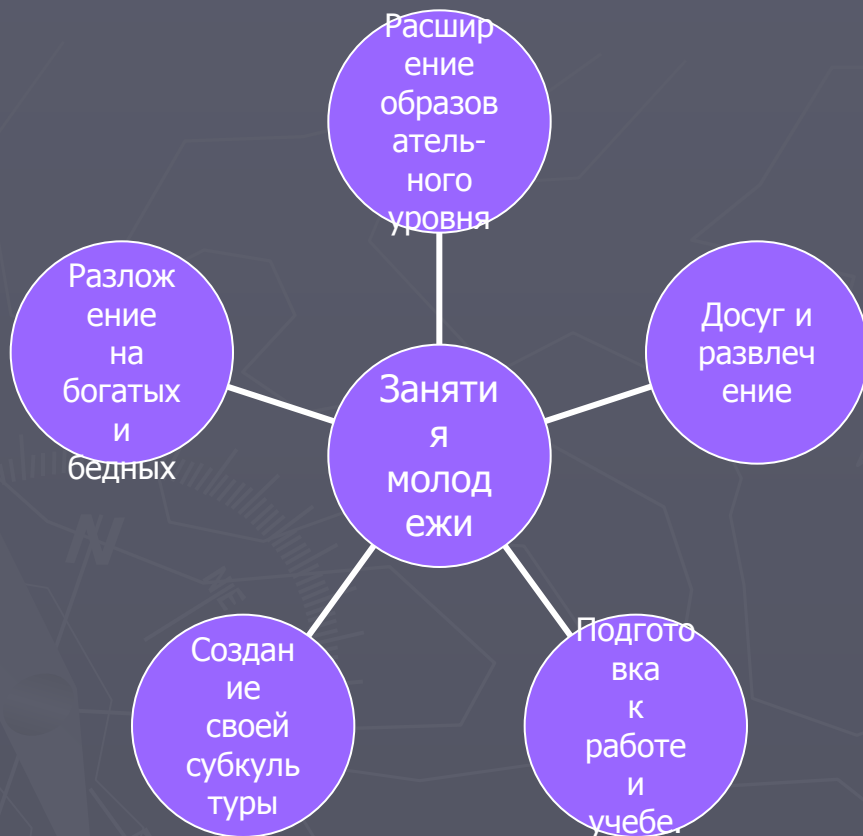 Расшир
ение
образов
атель-
ного
уровня
Разлож
ение
на
богатых
и
бедных
Досуг и
развлеч
ение
Заняти
я
молод
ежи
Создан
ие
своей
субкуль
туры
Подгото
вка
к
работе
и
учебе.
N
NE